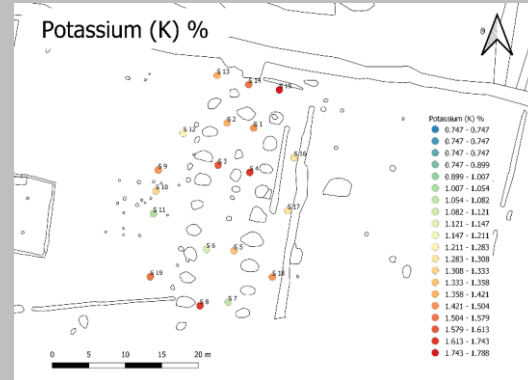 Potassium (K) %
S 13
S 14
S 15
S 2
S 1
S 12
S 16
S 3
S 4
S 9
S 10
S 11
S 17
S 6
S 5
S 19
S 18
S 7
S 8
Potassium (K) %
0.747 - 0.747
0.747 - 0.747
0.747 - 0.747
0.747 - 0.899
0.899 - 1.007
1.007 - 1.054
1.054 - 1.082
1.082 - 1.121
1.121 - 1.147
1.147 - 1.211
1.211 - 1.283
1.283 - 1.308
1.308 - 1.333
1.333 - 1.358
1.358 - 1.421
1.421 - 1.504
1.504 - 1.579
1.579 - 1.613
1.613 - 1.743
1.743 - 1.788
0 5 10 15 20 m